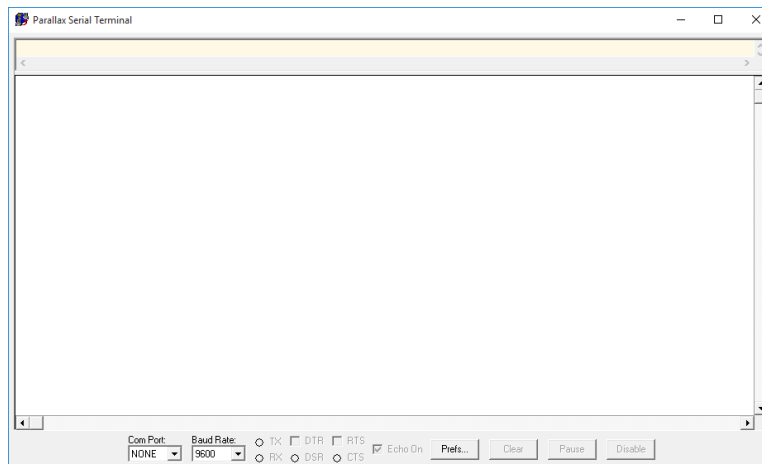 Parallax Serial Terminal
Com Port: Baud Rate: TX DTR RTS
NONE 9600 RX DSR CTS Echo On Prefs... Clear Pause Disable